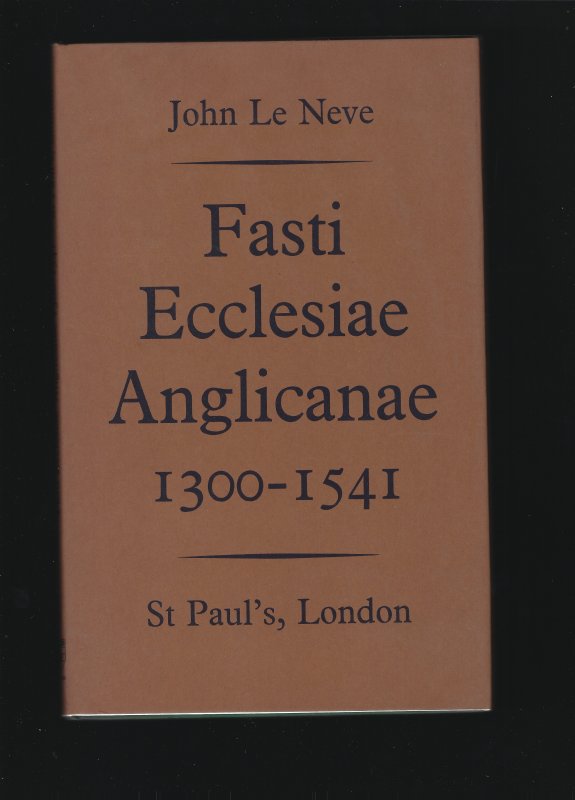 John Le Neve
Fasti
Ecclesiae
Anglicanae
1300-1541
St Paul's, London